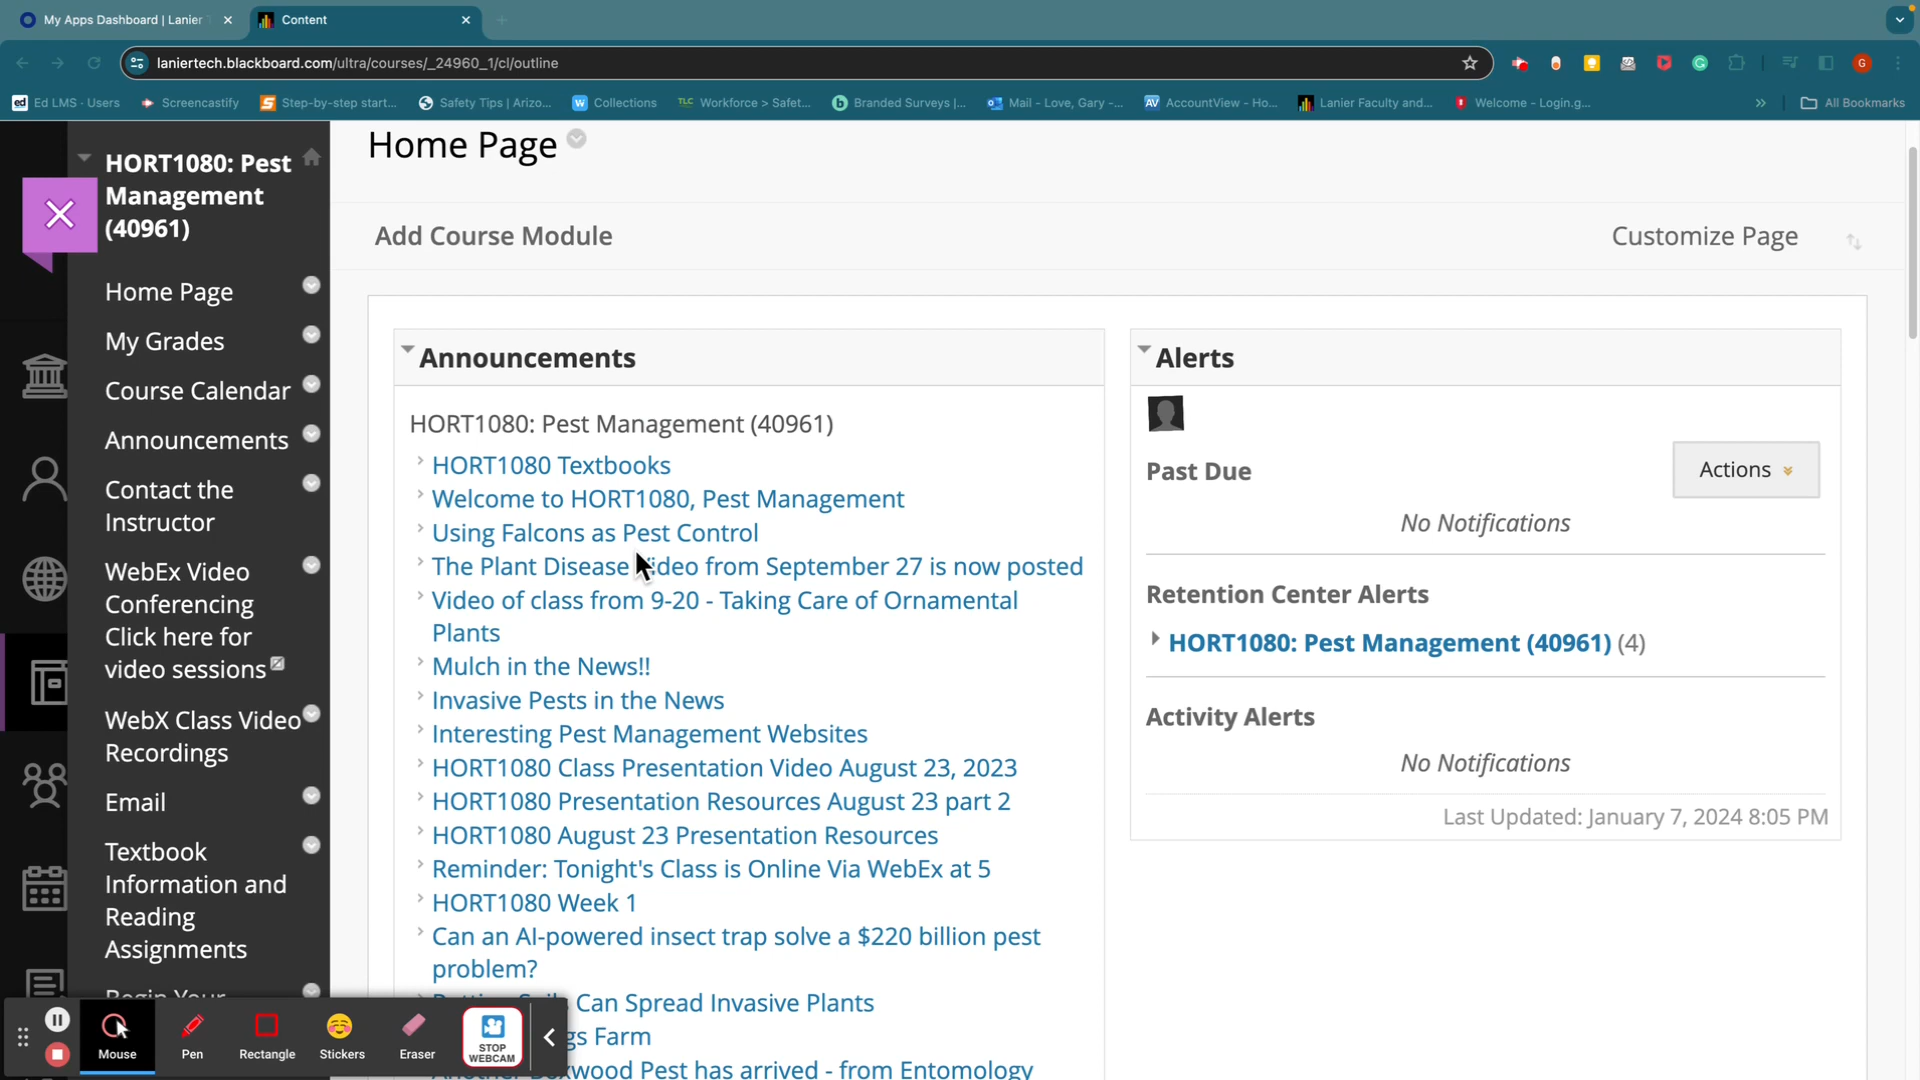 My Apps Dashboard | Lanier
Content
laniertech.blackboard.com/ultra/courses/_24960_1/cl/outline
G
Ed LMS - Users
Screencastify
Step-by-step start...
Safety Tips | Arizo...
Collections
TLC Workforce > Safet...
Branded Surveys |...
Mail - Love, Gary -...
AV AccountView - Ho...
Lanier Faculty and...
Welcome - Login.g...
All Bookmarks
HORT1080: Pest
Management
(40961)
Home Page
My Grades
Course Calendar
Announcements
Contact the
Instructor
WebEx Video
Conferencing
Click here for
video sessions
WebX Class Video
Recordings
Email
Textbook
Information and
Reading
Assignments
Begin Your
Home Page
Add Course Module
Customize Page
Announcements
HORT1080: Pest Management (40961)
HORT1080 Textbooks
Welcome to HORT1080, Pest Management
Using Falcons as Pest Control
The Plant Disease Video from September 27 is now posted
Video of class from 9-20 - Taking Care of Ornamental
Plants
Mulch in the News!!
Invasive Pests in the News
Interesting Pest Management Websites
HORT1080 Class Presentation Video August 23, 2023
HORT1080 Presentation Resources August 23 part 2
HORT1080 August 23 Presentation Resources
Reminder: Tonight's Class is Online Via WebEx at 5
HORT1080 Week 1
Can an AI-powered insect trap solve a $220 billion pest
problem?
Can Spread Invasive Plants
Farm
Pest has arrived - from Entomology
Alerts
Past Due
Actions
No Notifications
Retention Center Alerts
HORT1080: Pest Management (40961) (4)
Activity Alerts
No Notifications
Last Updated: January 7, 2024 8:05 PM
Mouse
Pen
Rectangle
Stickers
Eraser
STOP
WEBCAM